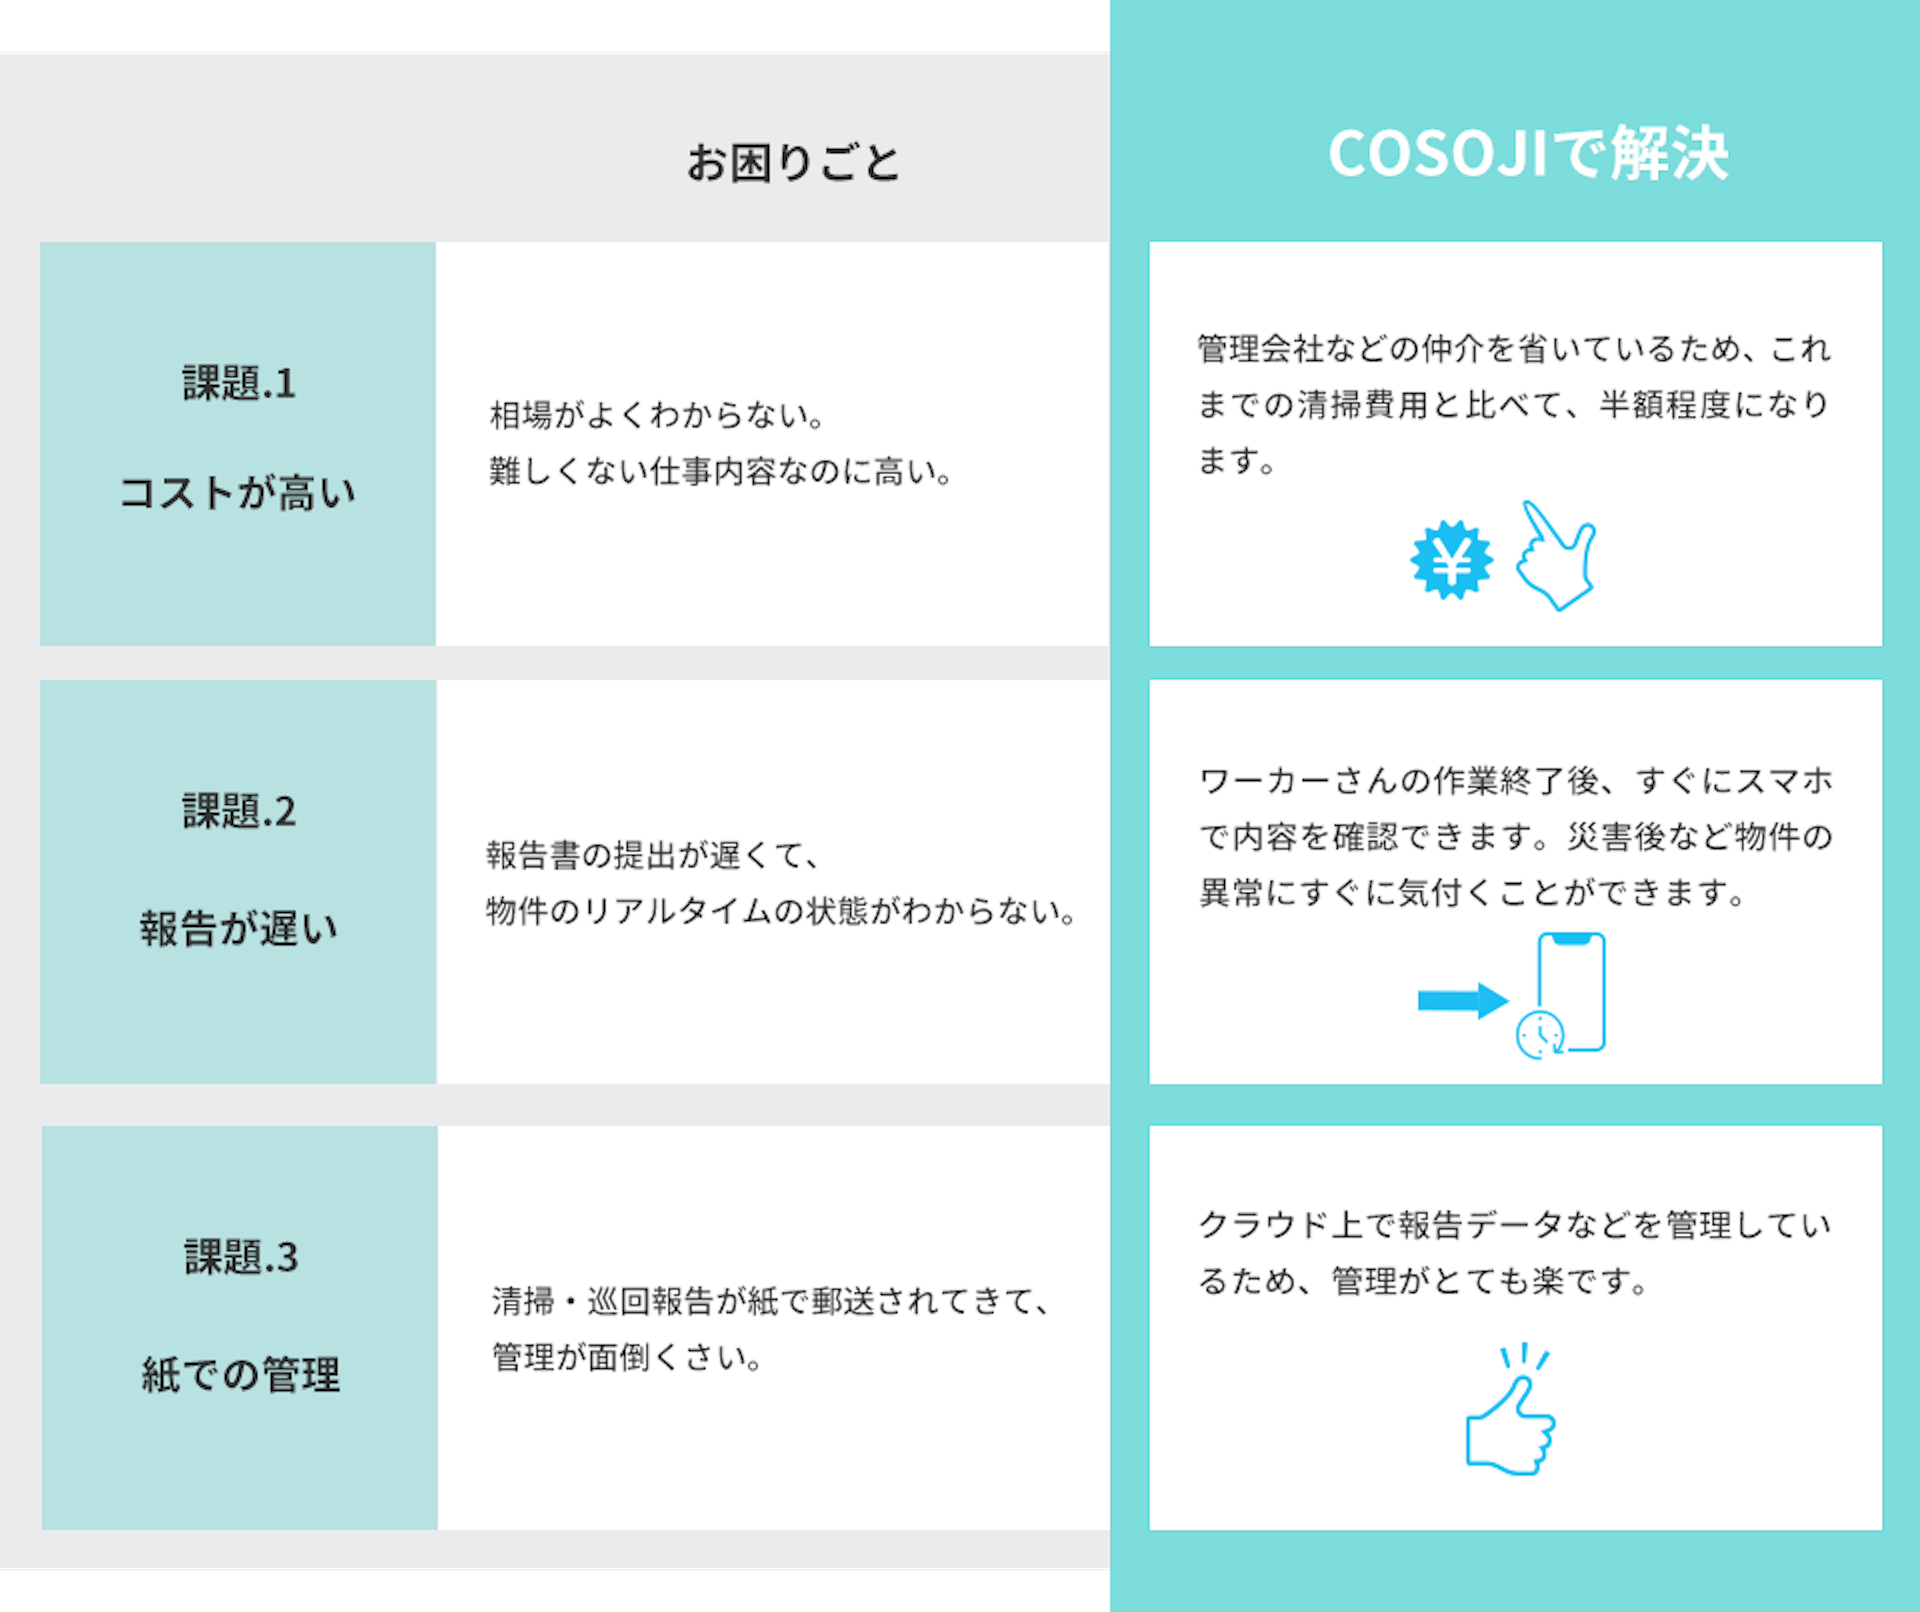 お困りごと
COSOJIで解決
課題.1
コストが高い
相場がよくわからない。
難しくない仕事内容なのに高い。
管理会社などの仲介を省いているため、これ
までの清掃費用と比べて、半額程度になり
ます。
¥
課題.2
報告が遅い
報告書の提出が遅くて、
物件のリアルタイムの状態がわからない。
ワーカーさんの作業終了後、すぐにスマホ
で内容を確認できます。災害後など物件の
異常にすぐに気付くことができます。
課題.3
紙での管理
清掃・巡回報告が紙で郵送されてきて、
管理が面倒くさい。
クラウド上で報告データなどを管理してい
るため、管理がとても楽です。